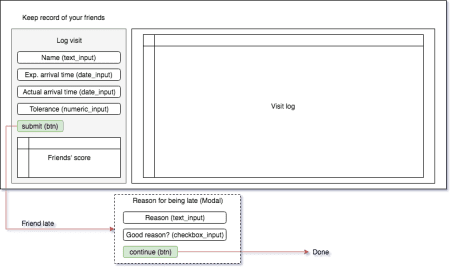 Keep record of your friends
Log visit
Name (text_input)
Exp. arrival time (date_input)
Actual arrival time (date_input)
Tolerance (numeric_input)
submit (btn)
Friends' score
Visit log
Friend late
Reason for being late (Modal)
Reason (text_input)
Good reason? (checkbox_input)
continue (btn)
Done